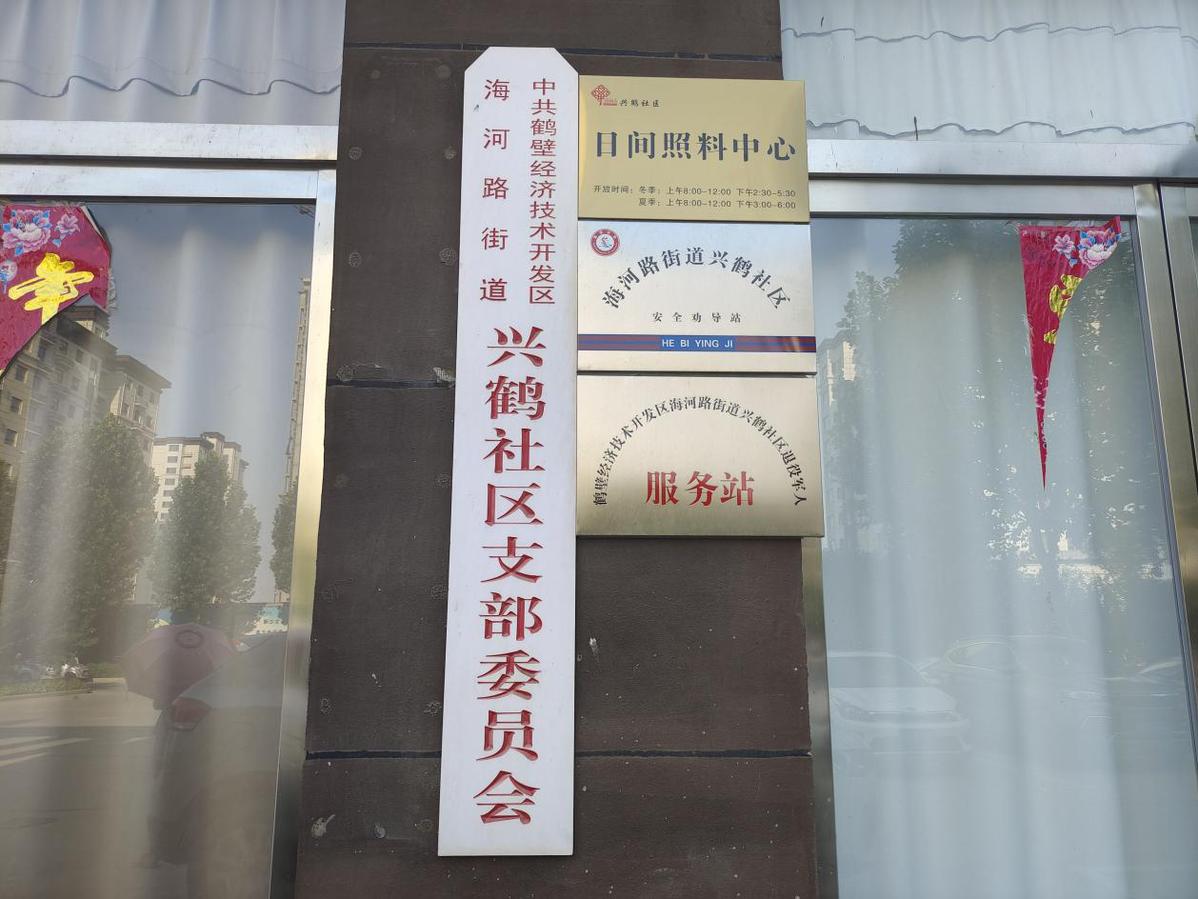 中共鹤壁经济技术开发区
海河路街道
兴鹤社区支部委员会
兴鹤社区
日间照料中心
开放时间：冬季：上午8:00-12:00 下午2:30-5:30
夏季：上午8:00-12:00 下午3:00-6:00
海河路街道兴鹤社区
安全劝导站
HE BI YING JI
鹤壁经济技术开发区海河路街道兴鹤社区退役军人
服务站